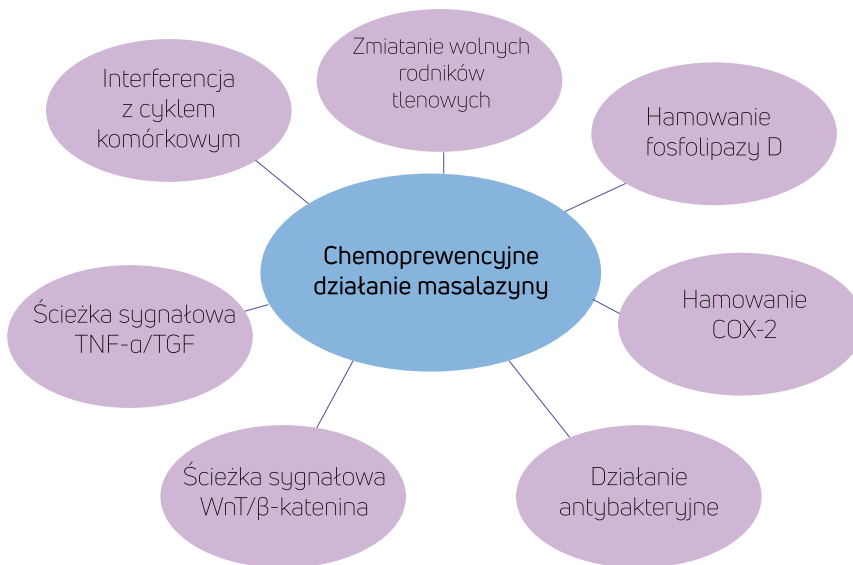 Zmiatanie wolnych
rodników
tlenowych
Interferencja
z cyklem
komórkowym
Hamowanie
fosfolipazy D
Chemoprewencyjne
działanie masalazyny
Ścieżka sygnałowa
TNF-α/TGF
Hamowanie
COX-2
Ścieżka sygnałowa
WnT/β-katenina
Działanie
antybakteryjne